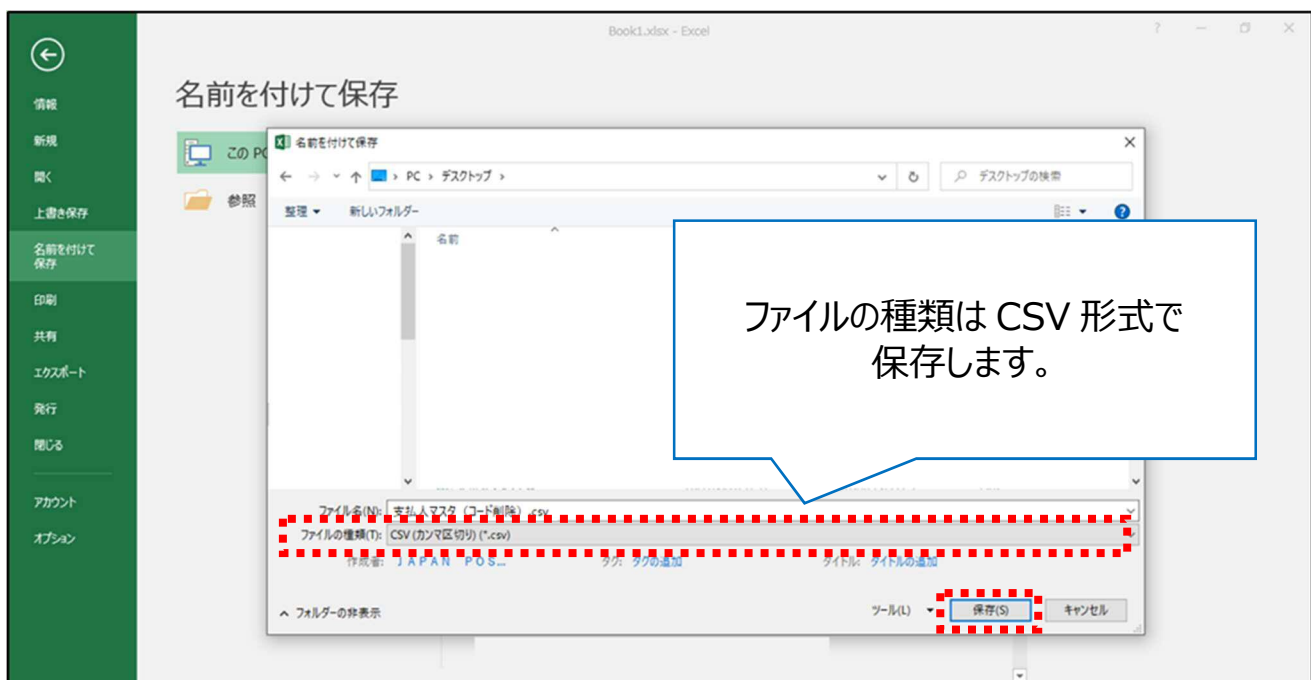 Book1.xlsx - Excel
?
情報
新規
開く
上書き保存
名前を付けて
保存
印刷
共有
エクスポート
発行
閉じる
アカウント
オプション
名前を付けて保存
この PC
参照
名前を付けて保存
PC › デスクトップ ›
デスクトップの検索
整理
新しいフォルダー
名前
ファイルの種類は CSV 形式で
保存します。
ファイル名(N): 支払人マスタ（コード削除）.csv
ファイルの種類(T): CSV (カンマ区切り) (*.csv)
作成者: ＪＡＰＡＮ ＰＯＳ... タグ: タグの追加 タイトル: タイトルの追加
フォルダーの非表示
ツール(L) 保存(S) キャンセル